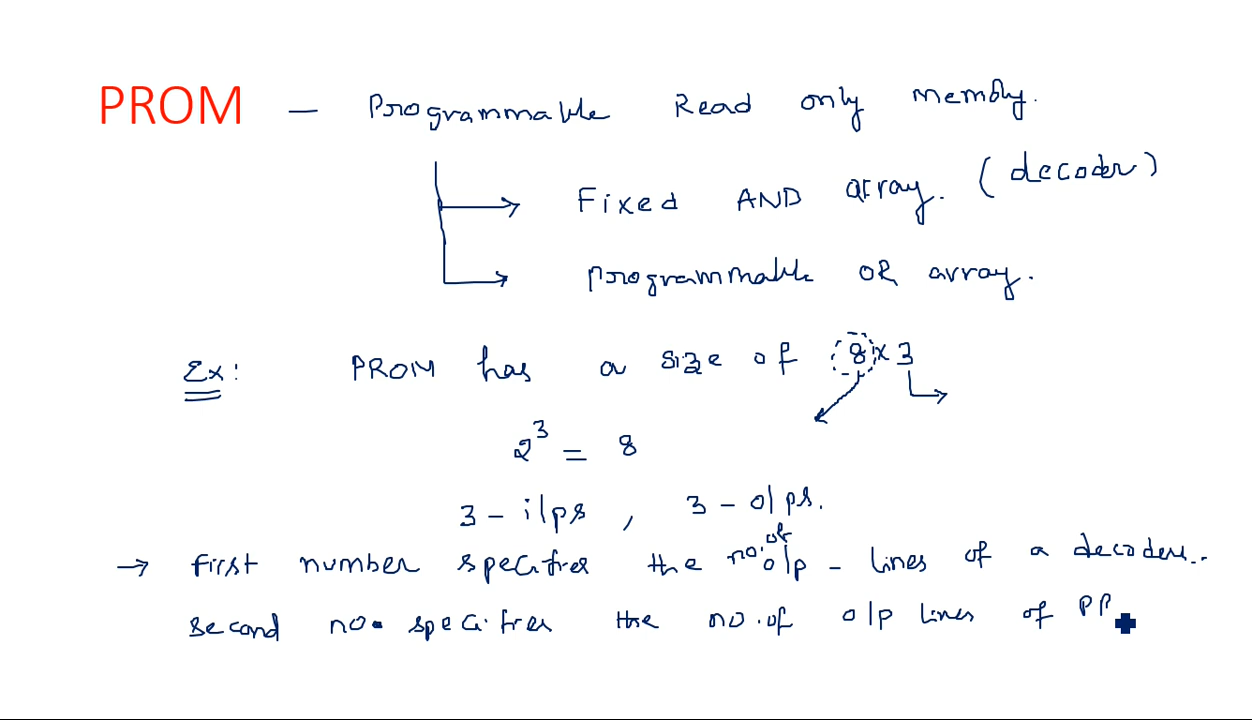 PROM – Programmable Read only memory.
Fixed AND array. (decoder)
programmable OR array.
Ex: PROM has a size of 8x3
2³ = 8
3 - i/ps , 3 - o/ps.
→ First number specifies the no. of o/p - lines of a decoder..
second no. specifies the no. of o/p lines of PR